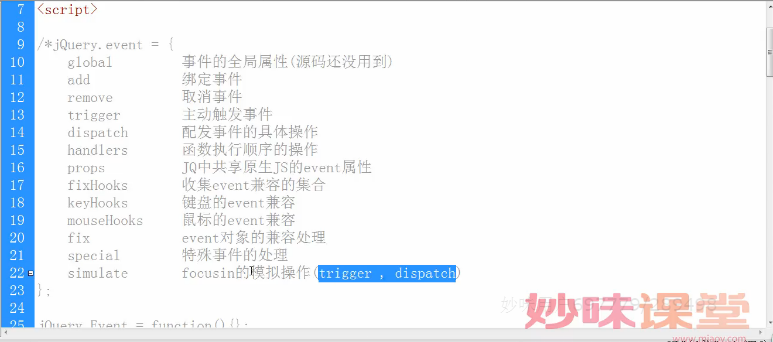 7 <script>
8
9 /*jQuery.event = {
10 global 事件的全局属性(源码还没用到)
11 add 绑定事件
12 remove 取消事件
13 trigger 主动触发事件
14 dispatch 配发事件的具体操作
15 handlers 函数执行顺序的操作
16 props JQ中共享原生JS的event属性
17 fixHooks 收集event兼容的集合
18 keyHooks 键盘的event兼容
19 mouseHooks 鼠标的event兼容
20 fix event对象的兼容处理
21 special 特殊事件的处理
22 simulate focusin的模拟操作(trigger , dispatch)
23 };
24
25 jQuery.Event = function(){};
妙味课堂
www.miaov.com